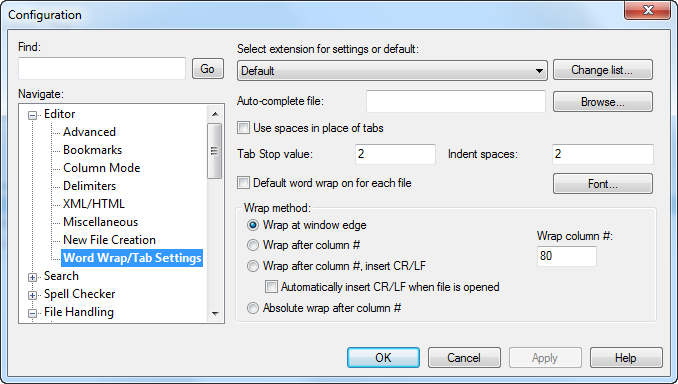 Configuration
Find:
Go
Navigate:
Editor
Advanced
Bookmarks
Column Mode
Delimiters
XML/HTML
Miscellaneous
New File Creation
Word Wrap/Tab Settings
Search
Spell Checker
File Handling
Select extension for settings or default:
Default
Change list...
Auto-complete file:
Browse...
Use spaces in place of tabs
Tab Stop value: 2 Indent spaces: 2
Default word wrap on for each file
Font...
Wrap method:
Wrap at window edge
Wrap after column #
Wrap after column #, insert CR/LF
Automatically insert CR/LF when file is opened
Absolute wrap after column #
Wrap column #:
80
OK Cancel Apply Help